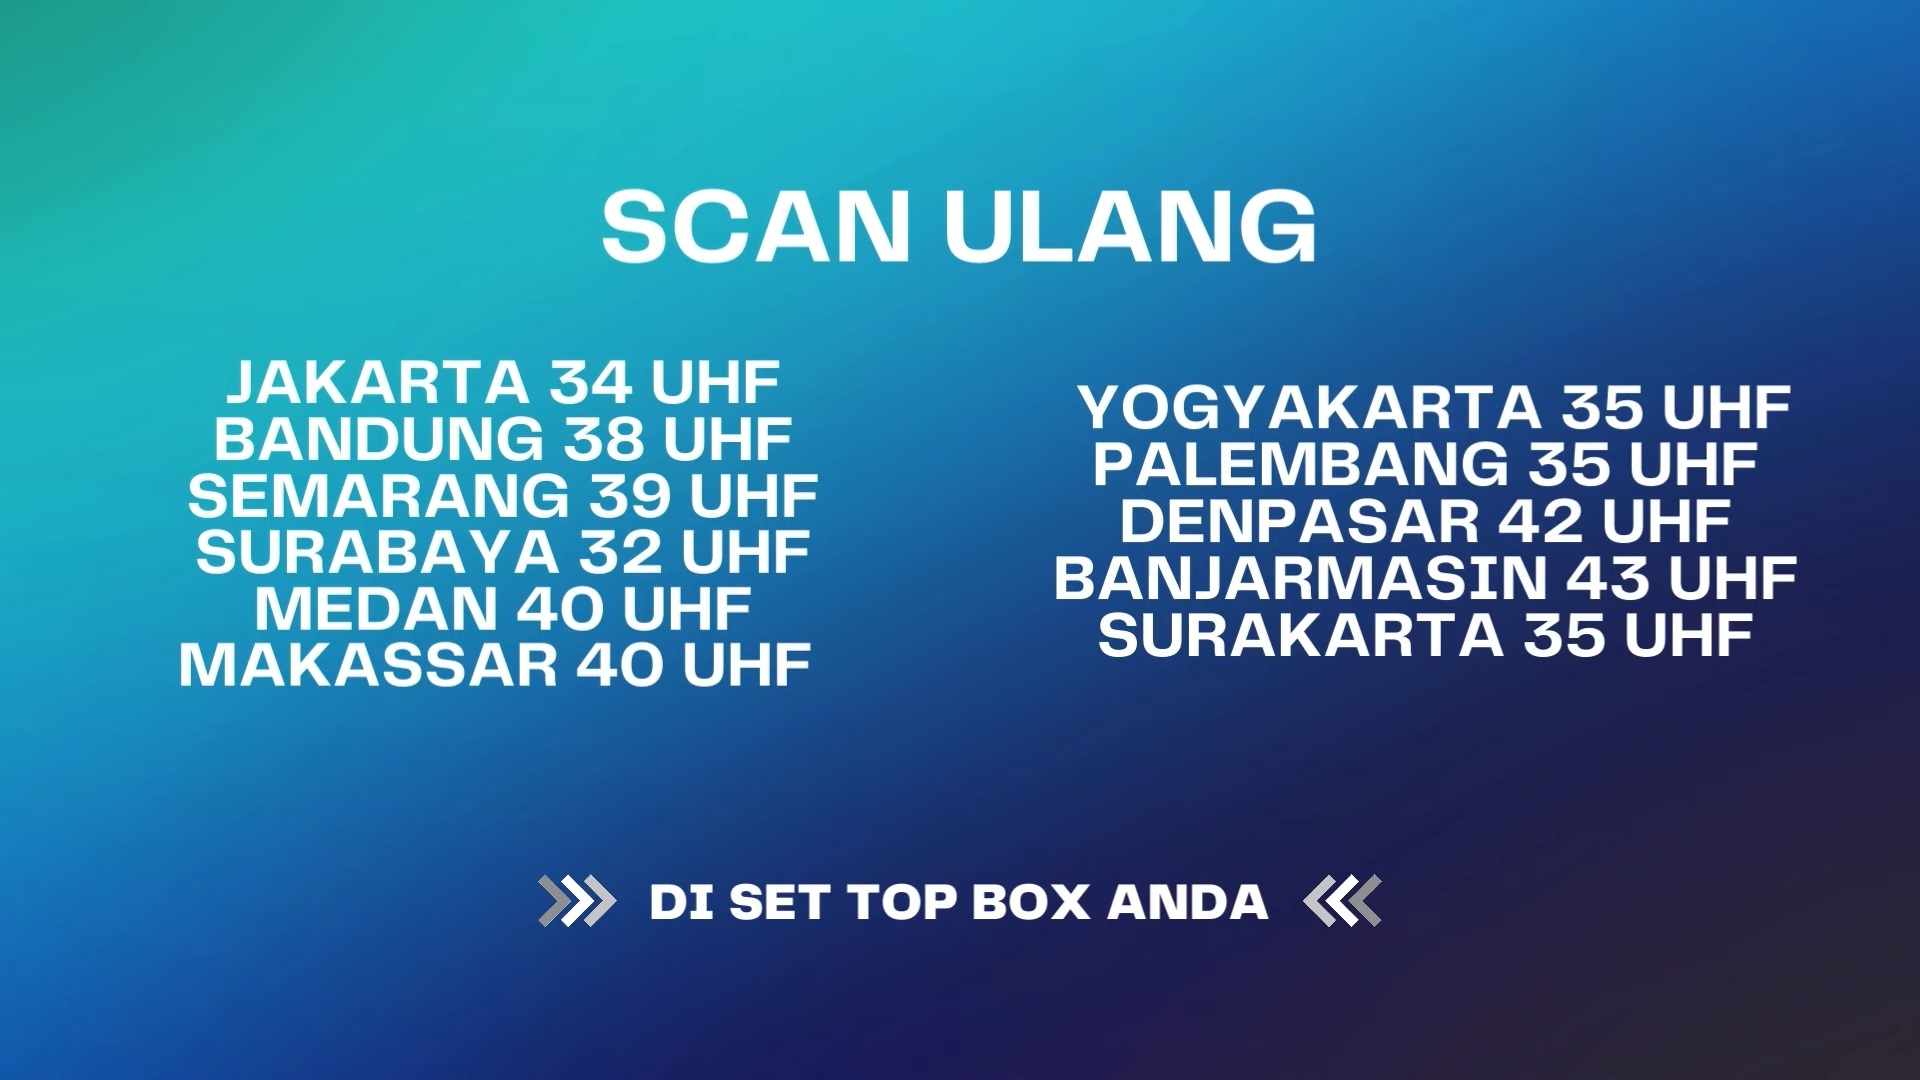 SCAN ULANG
JAKARTA 34 UHF
BANDUNG 38 UHF
SEMARANG 39 UHF
SURABAYA 32 UHF
MEDAN 40 UHF
MAKASSAR 40 UHF
YOGYAKARTA 35 UHF
PALEMBANG 35 UHF
DENPASAR 42 UHF
BANJARMASIN 43 UHF
SURAKARTA 35 UHF
DI SET TOP BOX ANDA